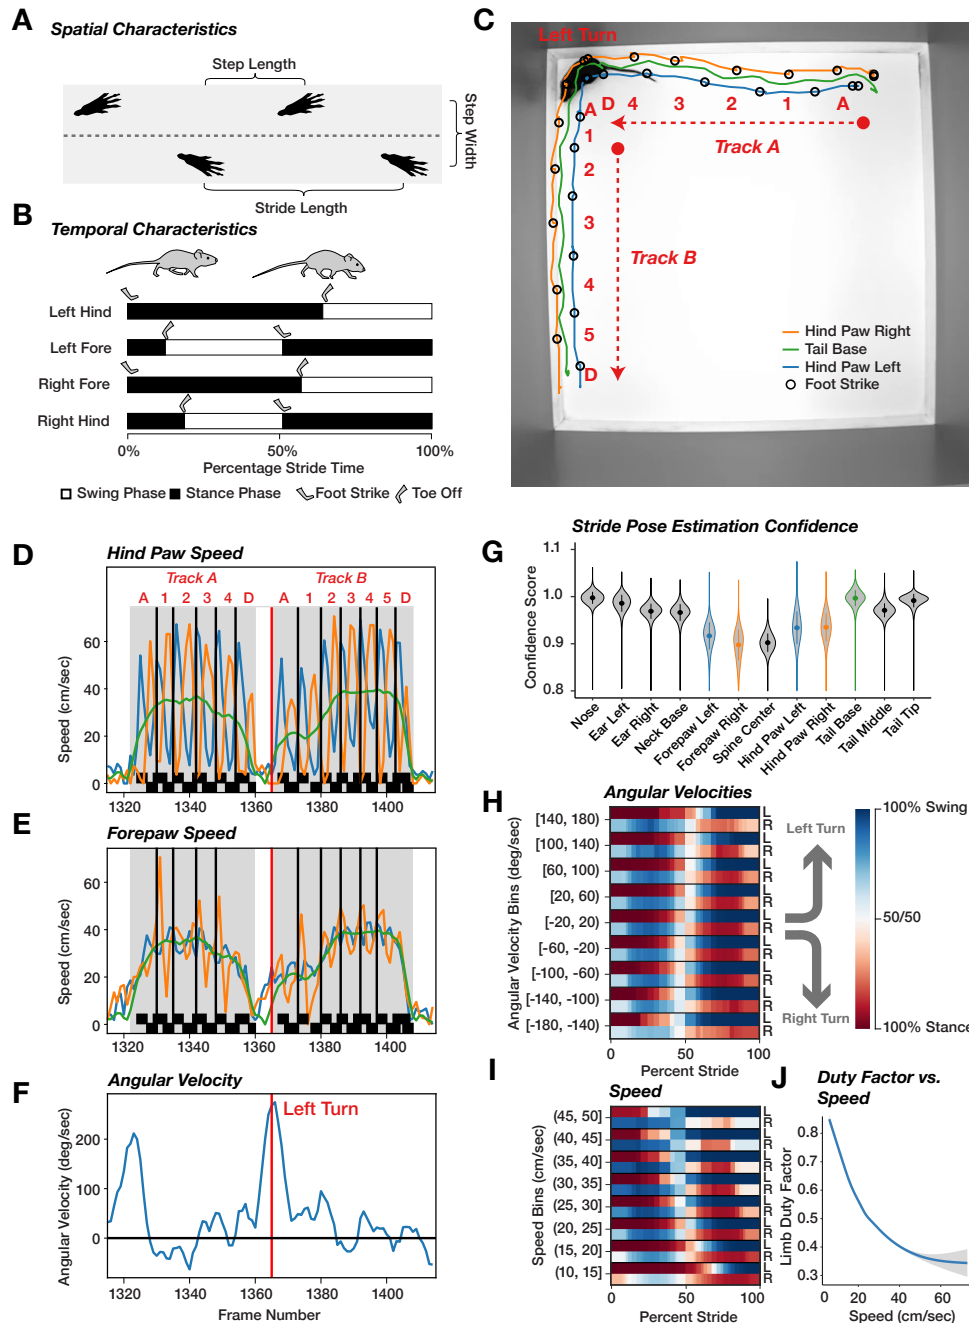 A Spatial Characteristics
Step Length
Step Width
Stride Length
B Temporal Characteristics
Left Hind
Left Fore
Right Fore
Right Hind
0% 50% 100%
Percentage Stride Time
Swing Phase Stance Phase Foot Strike Toe Off
C
Left Turn
D 4 3 2 1 A
Track A
A
1
2
3
4
5
D
Track B
Hind Paw Right
Tail Base
Hind Paw Left
Foot Strike
D Hind Paw Speed
Track A Track B
A 1 2 3 4 D A 1 2 3 4 5 D
Speed (cm/sec)
60
40
20
0
1320 1340 1360 1380 1400
E Forepaw Speed
Speed (cm/sec)
60
40
20
0
1320 1340 1360 1380 1400
F Angular Velocity
Left Turn
Angular Velocity (deg/sec)
200
100
0
1320 1340 1360 1380 1400
Frame Number
G Stride Pose Estimation Confidence
Confidence Score
1.1
1.0
0.9
0.8
Nose
Ear Left
Ear Right
Neck Base
Forepaw Left
Forepaw Right
Spine Center
Hind Paw Left
Hind Paw Right
Tail Base
Tail Middle
Tail Tip
H Angular Velocities
Angular Velocity Bins (deg/sec)
[140, 180) L
R
[100, 140) L
R
[60, 100) L
R
[20, 60) L
R
[-20, 20) L
R
[-60, -20) L
R
[-100, -60) L
R
[-140, -100) L
R
[-180, -140) L
R
0 50 100
Percent Stride
Left Turn
Right Turn
100% Swing
50/50
100% Stance
I Speed
Speed Bins (cm/sec)
(45, 50] L
R
(40, 45] L
R
(35, 40] L
R
(30, 35] L
R
(25, 30] L
R
(20, 25] L
R
(15, 20] L
R
(10, 15] L
R
0 50 100
Percent Stride
J Duty Factor vs.
Speed
Limb Duty Factor
0.8
0.7
0.6
0.5
0.4
0.3
0 20 40 60
Speed (cm/sec)